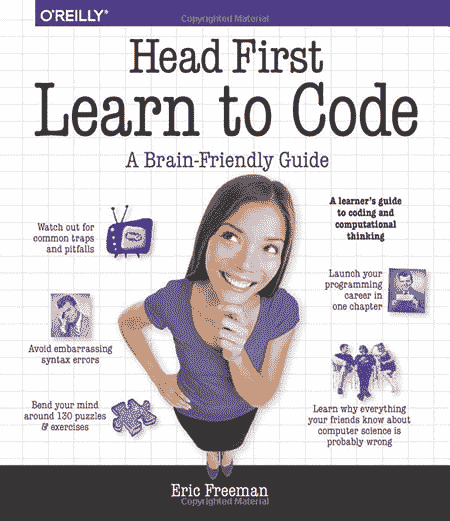 Copyrighted Material
O'REILLY®
Head First
Learn to Code
A Brain-Friendly Guide
Watch out for
common traps
and pitfalls
A learner's guide
to coding and
computational
thinking
Launch your
programming
career in
one chapter
Avoid embarrassing
syntax errors
Bend your mind
around 130 puzzles
& exercises
Learn why everything
your friends know about
computer science is
probably wrong
Eric Freeman
Copyrighted Material